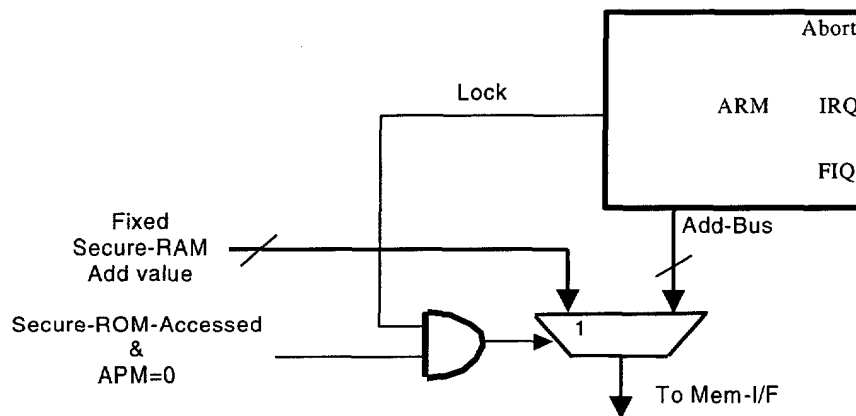 Abort
Lock
ARM IRQ
FIQ
Fixed
Secure-RAM
Add value
Add-Bus
Secure-ROM-Accessed
&
APM=0
1
To Mem-I/F